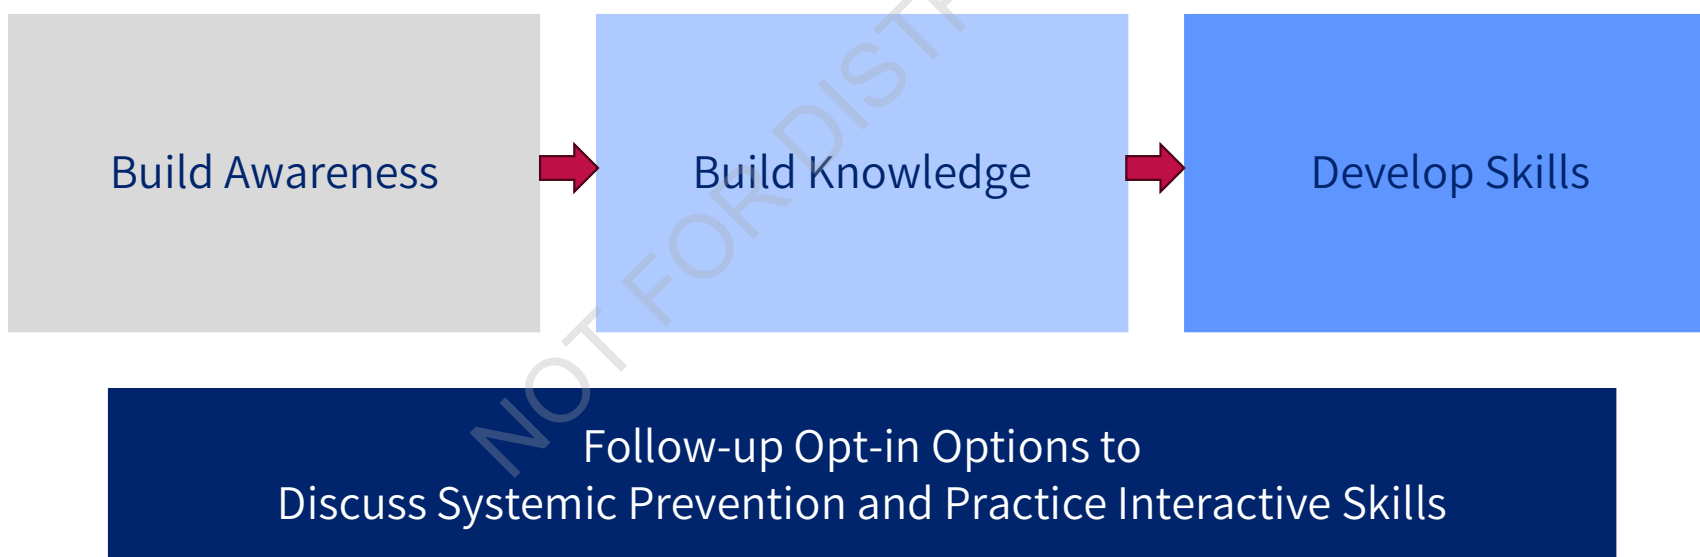 Build Awareness
Build Knowledge
Develop Skills
NOT FOR
Follow-up Opt-in Options to
Discuss Systemic Prevention and Practice Interactive Skills